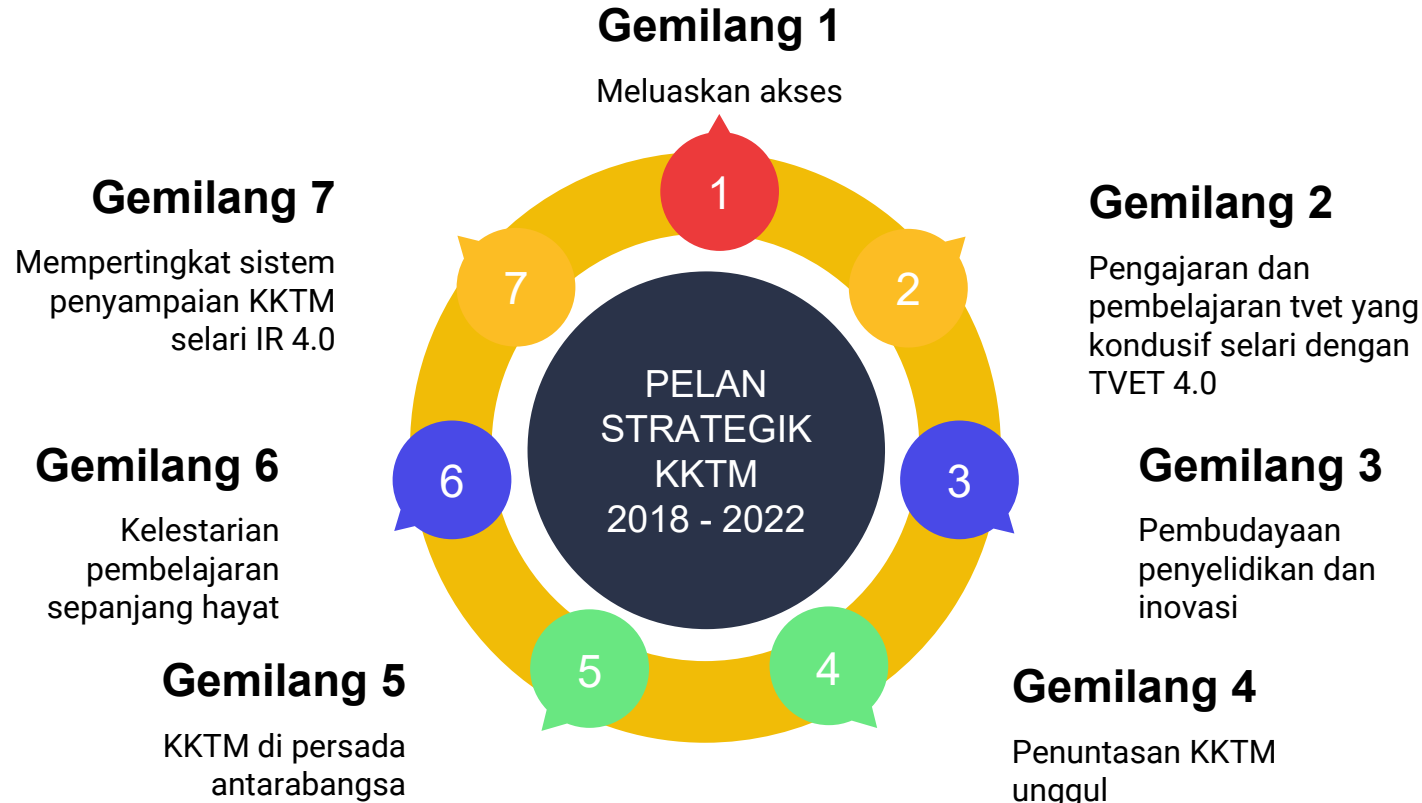 Gemilang 1
Meluaskan akses
1
Gemilang 2
Pengajaran dan
pembelajaran tvet yang
kondusif selari dengan
TVET 4.0
2
Gemilang 3
Pembudayaan
penyelidikan dan
inovasi
3
Gemilang 4
Penuntasan KKTM
unggul
4
Gemilang 5
KKTM di persada
antarabangsa
5
Gemilang 6
Kelestarian
pembelajaran
sepanjang hayat
6
Gemilang 7
Mempertingkat sistem
penyampaian KKTM
selari IR 4.0
7
PELAN
STRATEGIK
KKTM
2018 - 2022